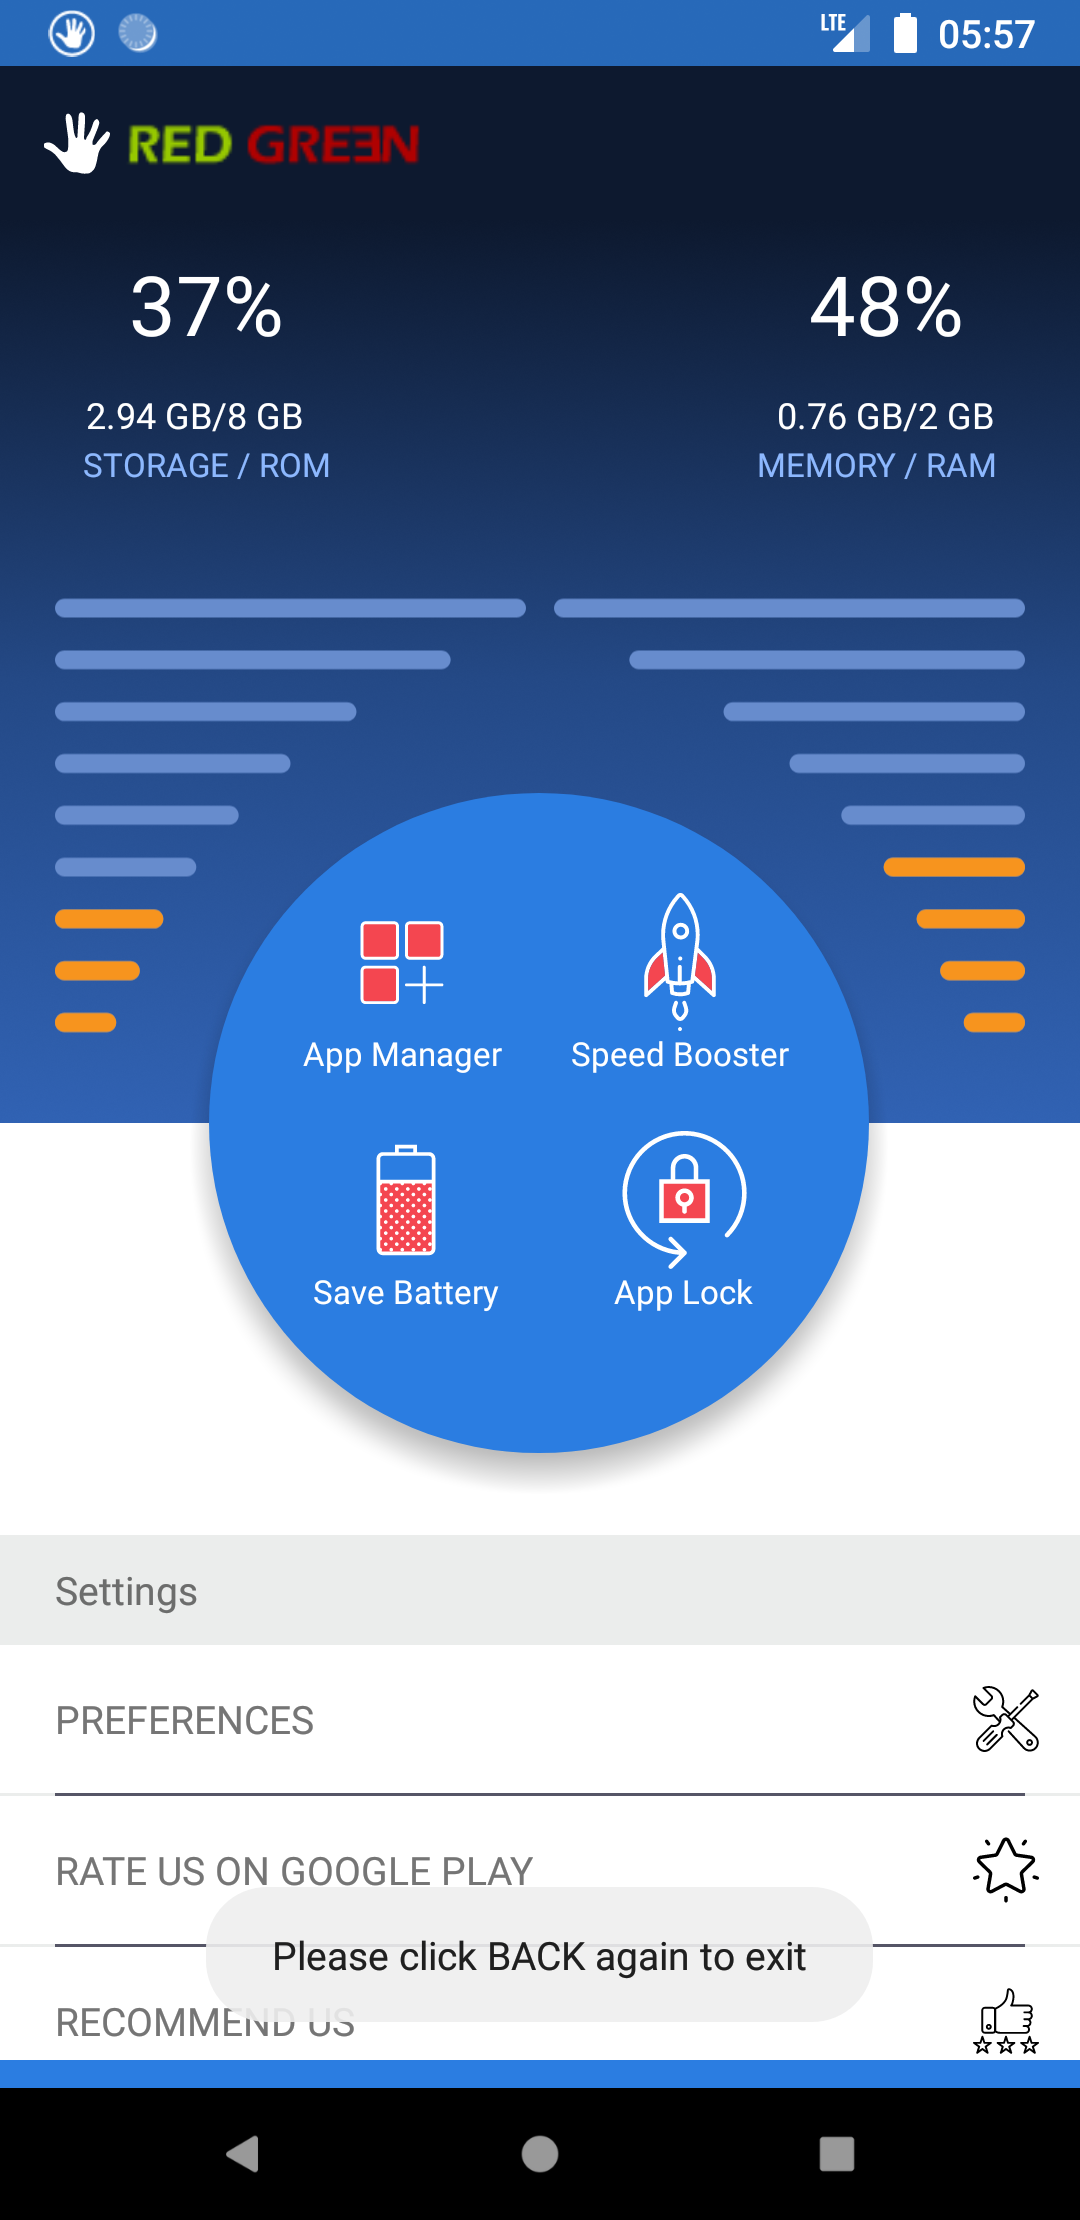 LTE 05:57
RED GREEN
37% 48%
2.94 GB/8 GB 0.76 GB/2 GB
STORAGE / ROM MEMORY / RAM
App Manager Speed Booster
Save Battery App Lock
Settings
PREFERENCES
RATE US ON GOOGLE PLAY
Please click BACK again to exit
RECOMMEND US